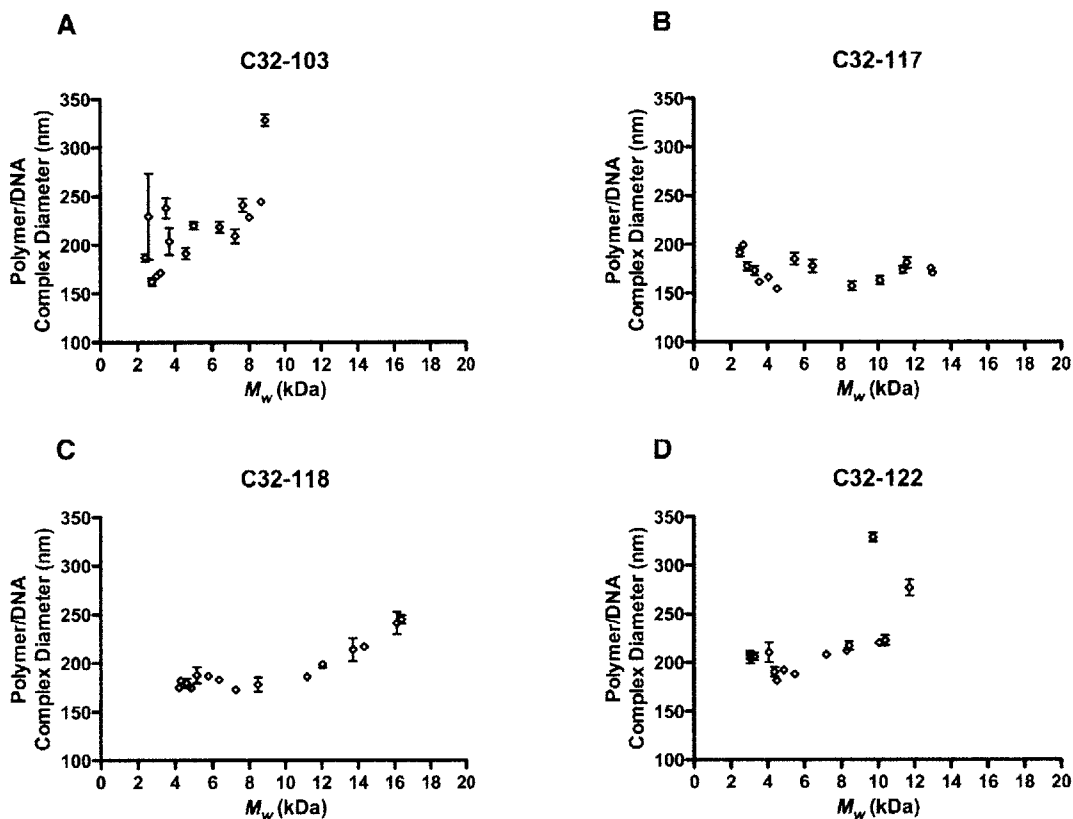 A
C32-103
Polymer/DNA
Complex Diameter (nm)
350
300
250
200
150
100
0 2 4 6 8 10 12 14 16 18 20
Mw (kDa)
B
C32-117
Polymer/DNA
Complex Diameter (nm)
350
300
250
200
150
100
0 2 4 6 8 10 12 14 16 18 20
Mw (kDa)
C
C32-118
Polymer/DNA
Complex Diameter (nm)
350
300
250
200
150
100
0 2 4 6 8 10 12 14 16 18 20
Mw (kDa)
D
C32-122
Polymer/DNA
Complex Diameter (nm)
350
300
250
200
150
100
0 2 4 6 8 10 12 14 16 18 20
Mw (kDa)